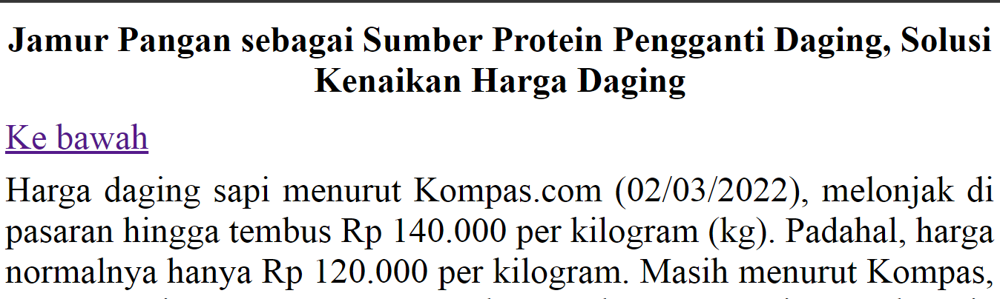 Jamur Pangan sebagai Sumber Protein Pengganti Daging, Solusi
Kenaikan Harga Daging
Ke bawah
Harga daging sapi menurut Kompas.com (02/03/2022), melonjak di
pasaran hingga tembus Rp 140.000 per kilogram (kg). Padahal, harga
normalnya hanya Rp 120.000 per kilogram. Masih menurut Kompas,